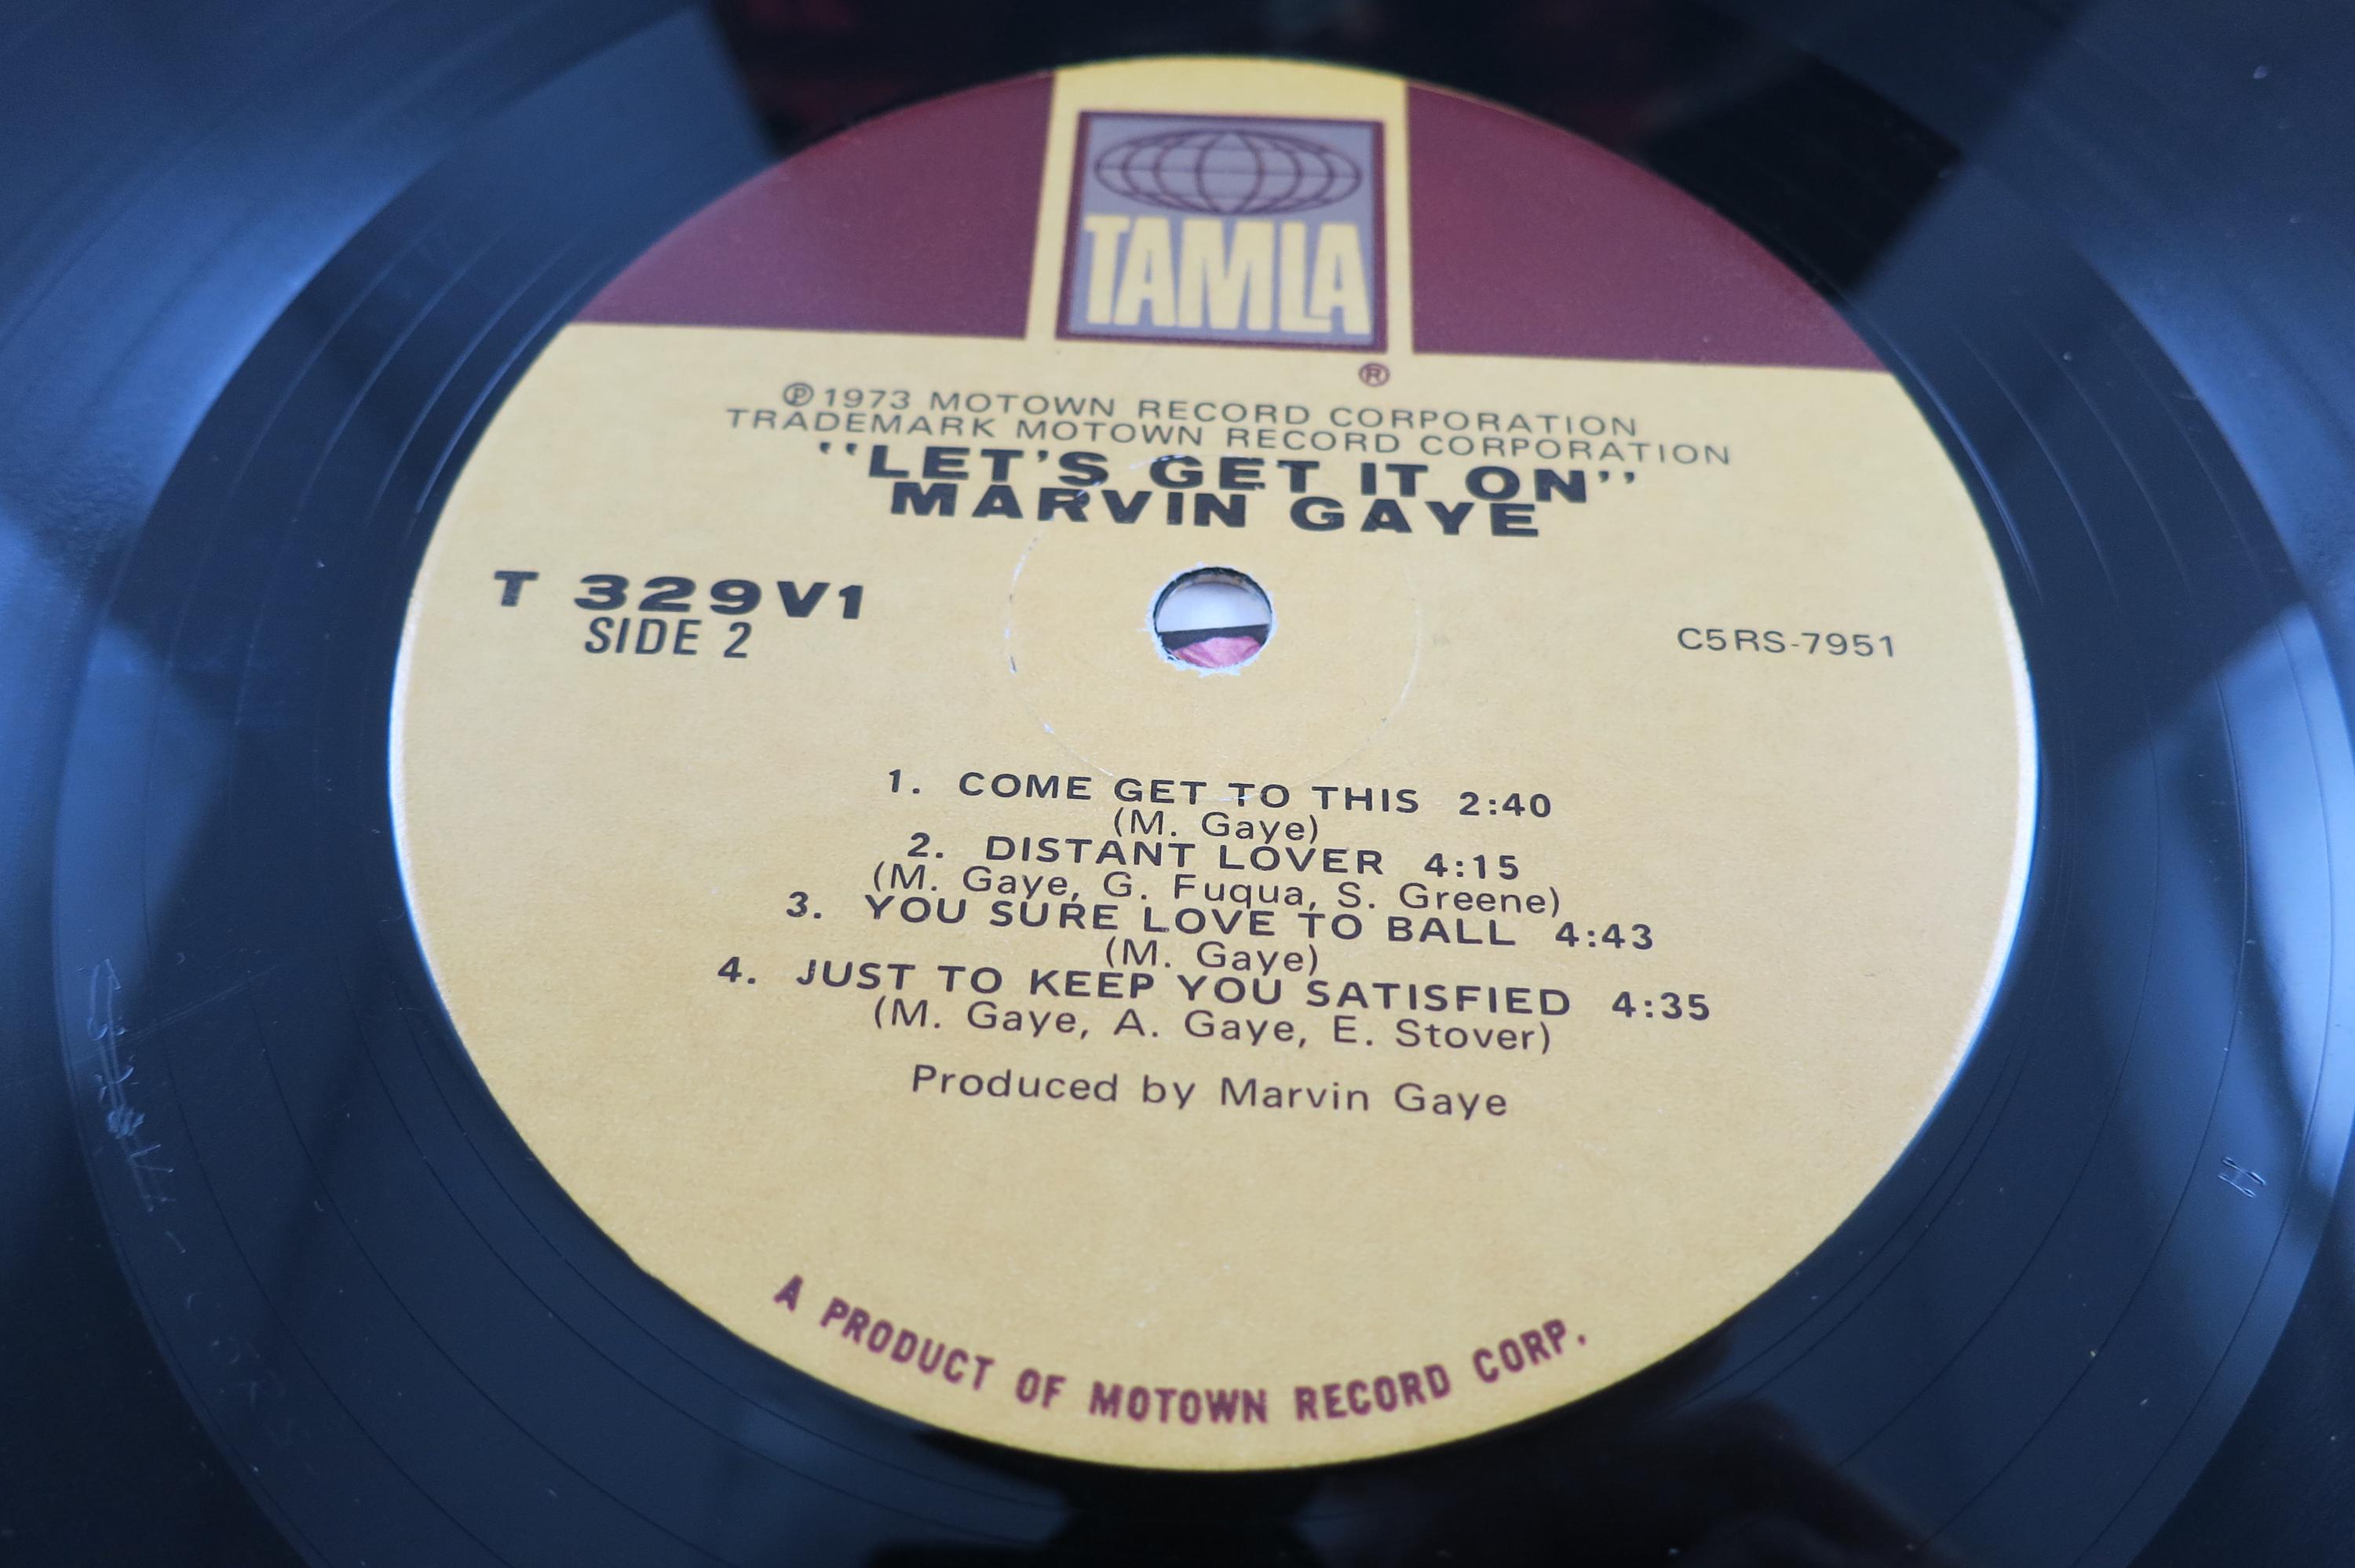 TAMLA
®
℗1973 MOTOWN RECORD CORPORATION
TRADEMARK MOTOWN RECORD CORPORATION
"LET'S GET IT ON"
MARVIN GAYE
T 329V1
SIDE 2
C5RS-7951
1. COME GET TO THIS 2:40
(M. Gaye)
2. DISTANT LOVER 4:15
(M. Gaye, G. Fuqua, S. Greene)
3. YOU SURE LOVE TO BALL 4:43
(M. Gaye)
4. JUST TO KEEP YOU SATISFIED 4:35
(M. Gaye, A. Gaye, E. Stover)
Produced by Marvin Gaye
A PRODUCT OF MOTOWN RECORD CORP.